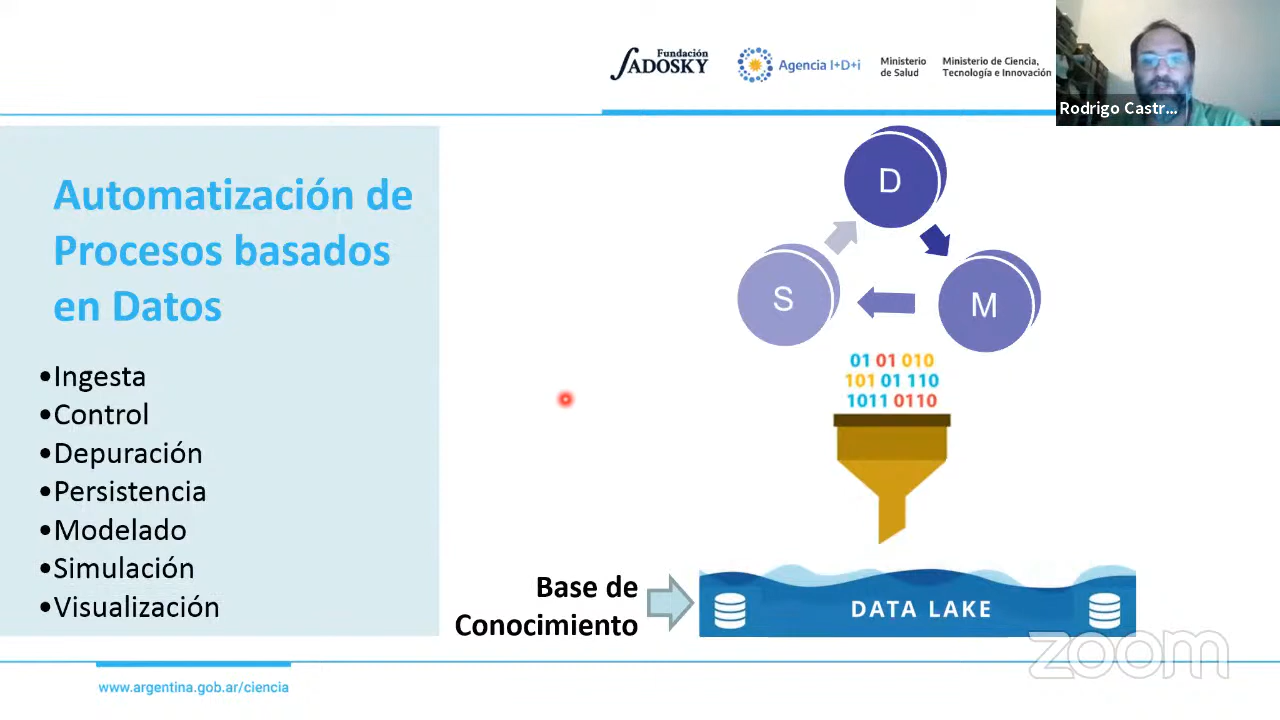 Fundación
SADOSKY
Agencia I+D+i
Ministerio
de Salud
Ministerio de Ciencia,
Tecnología e Innovación
Rodrigo Castr...
Automatización de
Procesos basados
en Datos
•Ingesta
•Control
•Depuración
•Persistencia
•Modelado
•Simulación
•Visualización
D
S
M
01 01 010
101 01 110
1011 0110
Base de
Conocimiento
DATA LAKE
zoom
www.argentina.gob.ar/ciencia